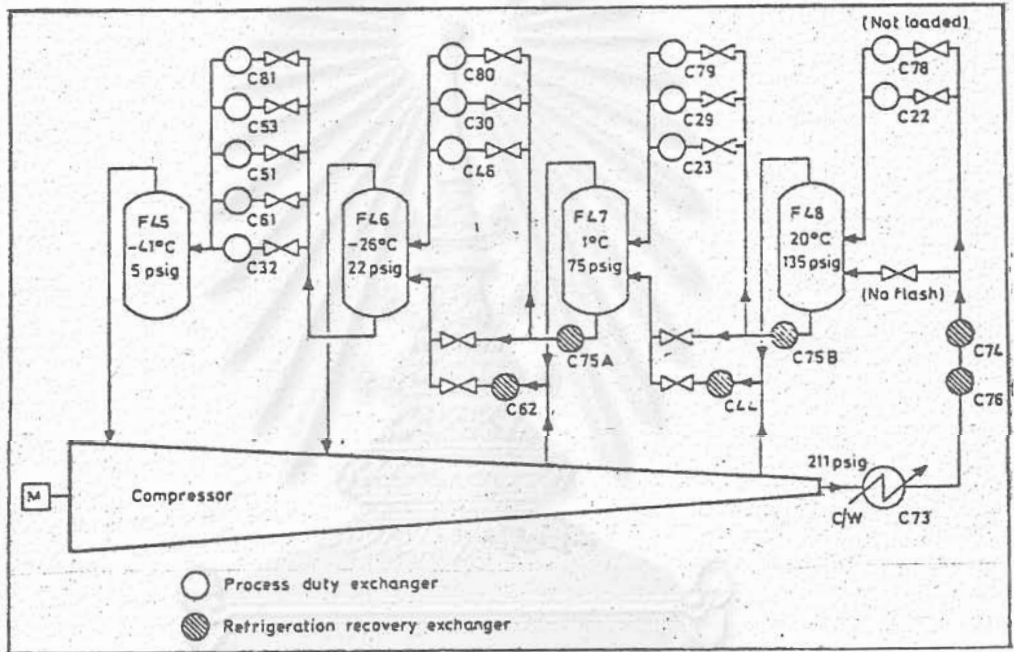 (Not loaded)
C81
C80
C79
C78
C53
C30
C29
C22
C51
C46
C23
C61
C32
F45
-41°C
5 psig
F46
-26°C
22 psig
F47
1°C
75 psig
F48
20°C
135 psig
(No flash)
C75A
C75B
C74
C62
C44
C76
M
Compressor
211 psig
C/W
C73
Process duty exchanger
Refrigeration recovery exchanger